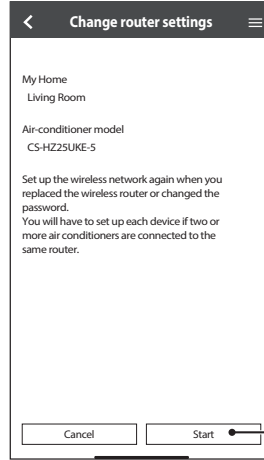 Change router settings
My Home
Living Room
Air-conditioner model
CS-HZ25UKE-5
Set up the wireless network again when you
replaced the wireless router or changed the
password.
You will have to set up each device if two or
more air conditioners are connected to the
same router.
Cancel
Start